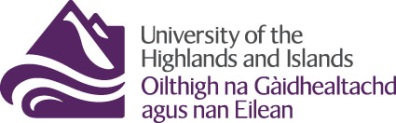 University of the
Highlands and Islands
Oilthigh na Gàidhealtachd
agus nan Eilean